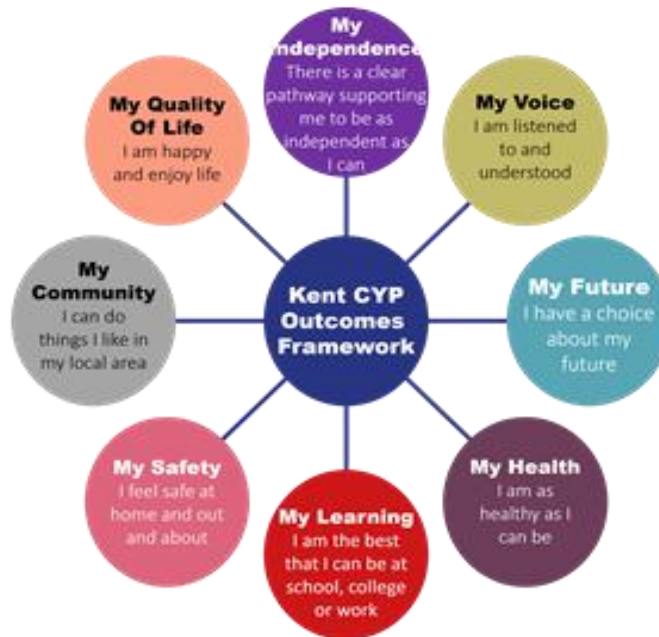 My
Independence
There is a clear
pathway supporting
me to be as
independent as
I can
My Quality
Of Life
I am happy
and enjoy life
My Voice
I am listened
to and
understood
My
Community
I can do
things I like in
my local area
Kent CYP
Outcomes
Framework
My Future
I have a choice
about my
future
My Safety
I feel safe at
home and out
and about
My Learning
I am the best
that I can be at
school, college
or work
My Health
I am as
healthy as I
can be